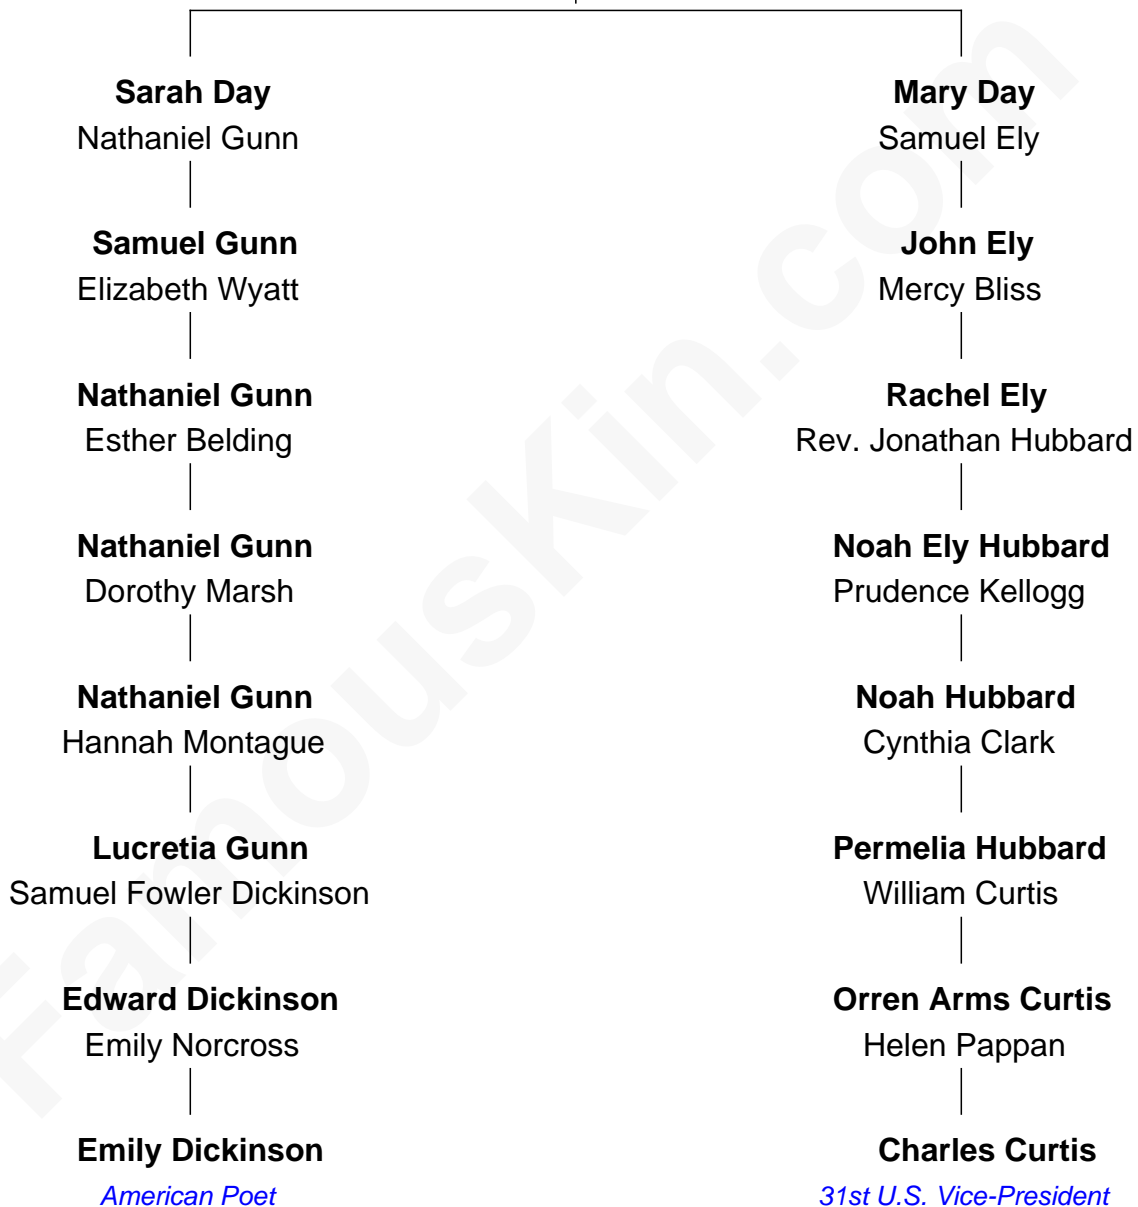 Sarah Day
Nathaniel Gunn
Mary Day
Samuel Ely
Samuel Gunn
Elizabeth Wyatt
John Ely
Mercy Bliss
Nathaniel Gunn
Esther Belding
Rachel Ely
Rev. Jonathan Hubbard
Nathaniel Gunn
Dorothy Marsh
Noah Ely Hubbard
Prudence Kellogg
Nathaniel Gunn
Hannah Montague
Noah Hubbard
Cynthia Clark
Lucretia Gunn
Samuel Fowler Dickinson
Permelia Hubbard
William Curtis
Edward Dickinson
Emily Norcross
Orren Arms Curtis
Helen Pappan
Emily Dickinson
American Poet
Charles Curtis
31st U.S. Vice-President
FamousKin.com